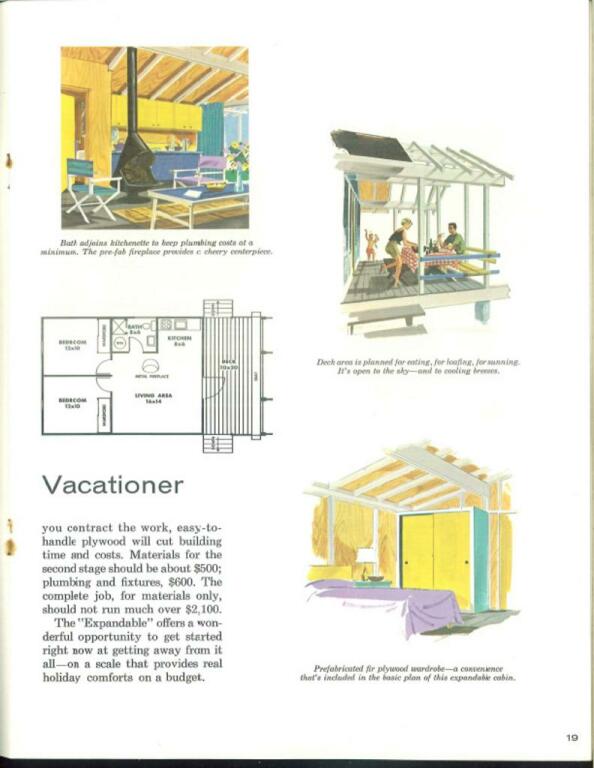 Bath adjoins kitchenette to keep plumbing costs at a
minimum. The pre-fab fireplace provides a cheery centerpiece.
Deck area is planned for eating, for loafing, for sunning.
It's open to the sky—and to cooling breezes.
BEDROOM
12x10
WARDROBE
BATH
8x6
KITCHEN
8x6
DECK
10x20
METAL FIREPLACE
LIVING AREA
16x14
BEDROOM
12x10
WARDROBE
SEAT
Vacationer
you contract the work, easy-to-
handle plywood will cut building
time and costs. Materials for the
second stage should be about $500;
plumbing and fixtures, $600. The
complete job, for materials only,
should not run much over $2,100.
The "Expandable" offers a won-
derful opportunity to get started
right now at getting away from it
all—on a scale that provides real
holiday comforts on a budget.
Prefabricated fir plywood wardrobe—a convenience
that's included in the basic plan of this expandable cabin.
19